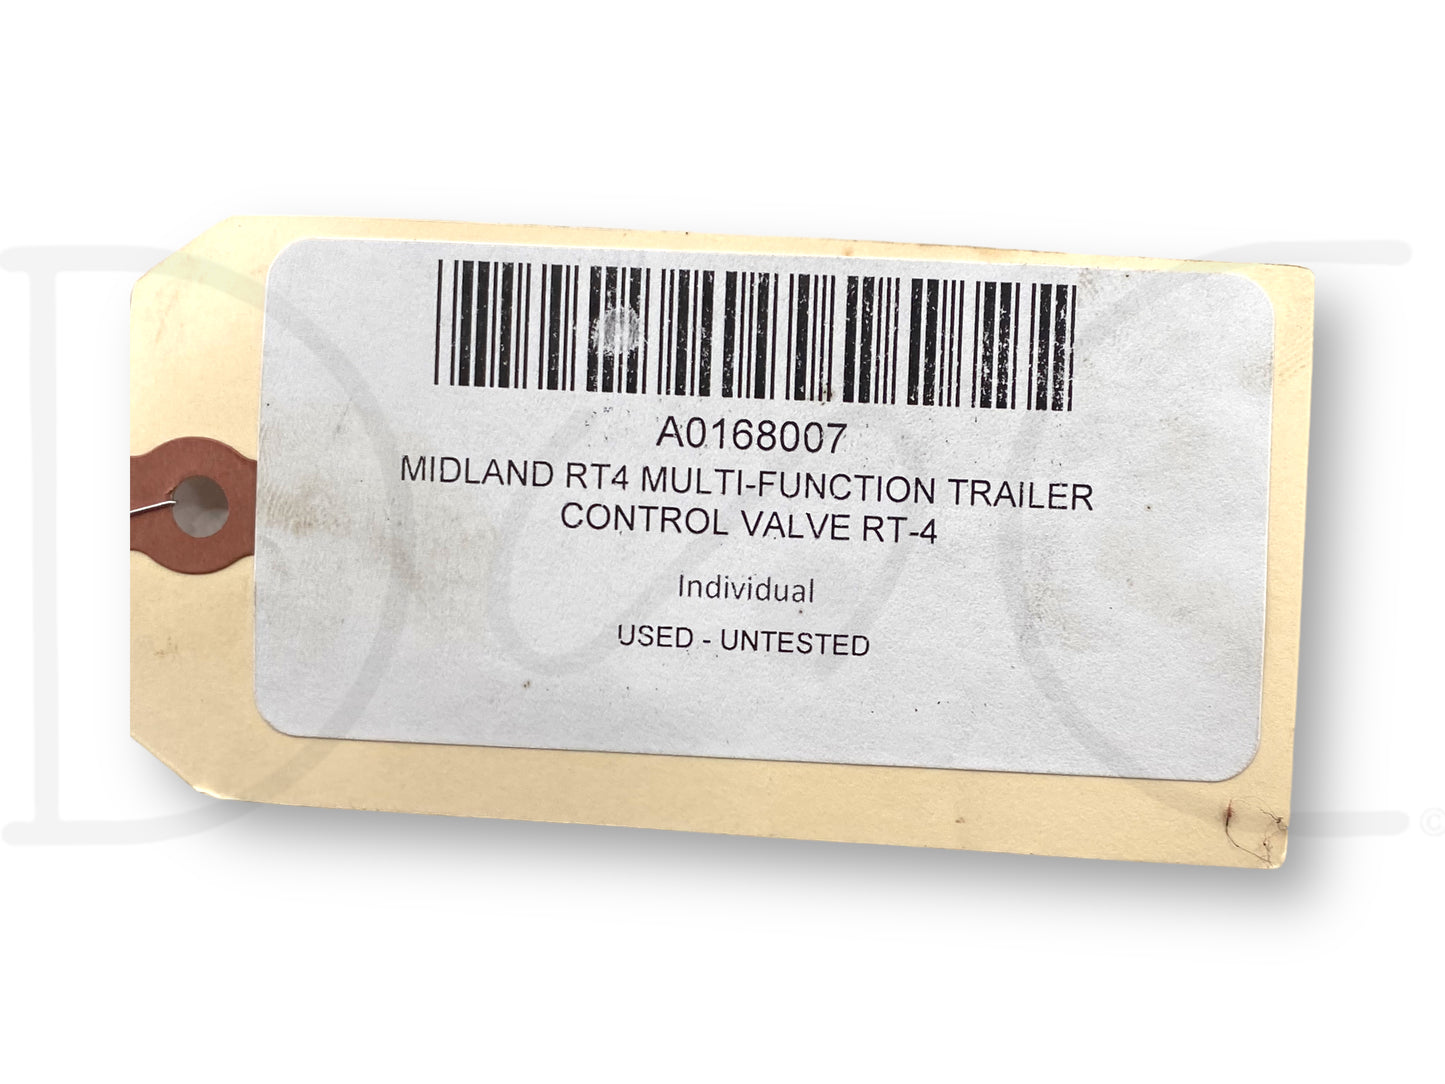 A0168007
MIDLAND RT4 MULTI-FUNCTION TRAILER
CONTROL VALVE RT-4
Individual
USED - UNTESTED